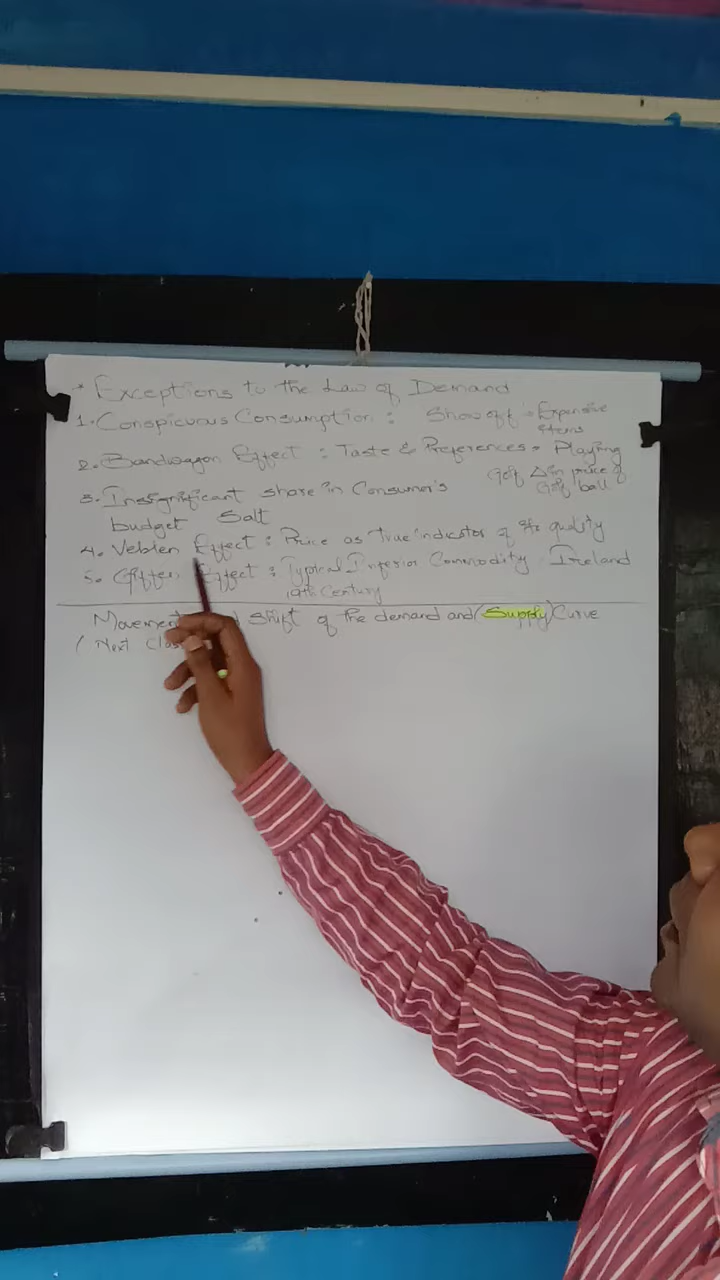 * Exceptions to the Law of Demand
1. Conspicuous Consumption : Show off = Expensive
items
2. Bandwagon Effect : Taste & Preferences = Playing
Golf Δ in price of
Golf ball
3. Insignificant share in Consumer's
budget Salt
4. Veblen Effect : Price as true indicator of quality
5. Giffen Effect : Typical Inferior Commodity Ireland
19th Century
Movement shift of the demand and (Supply) Curve
( Next